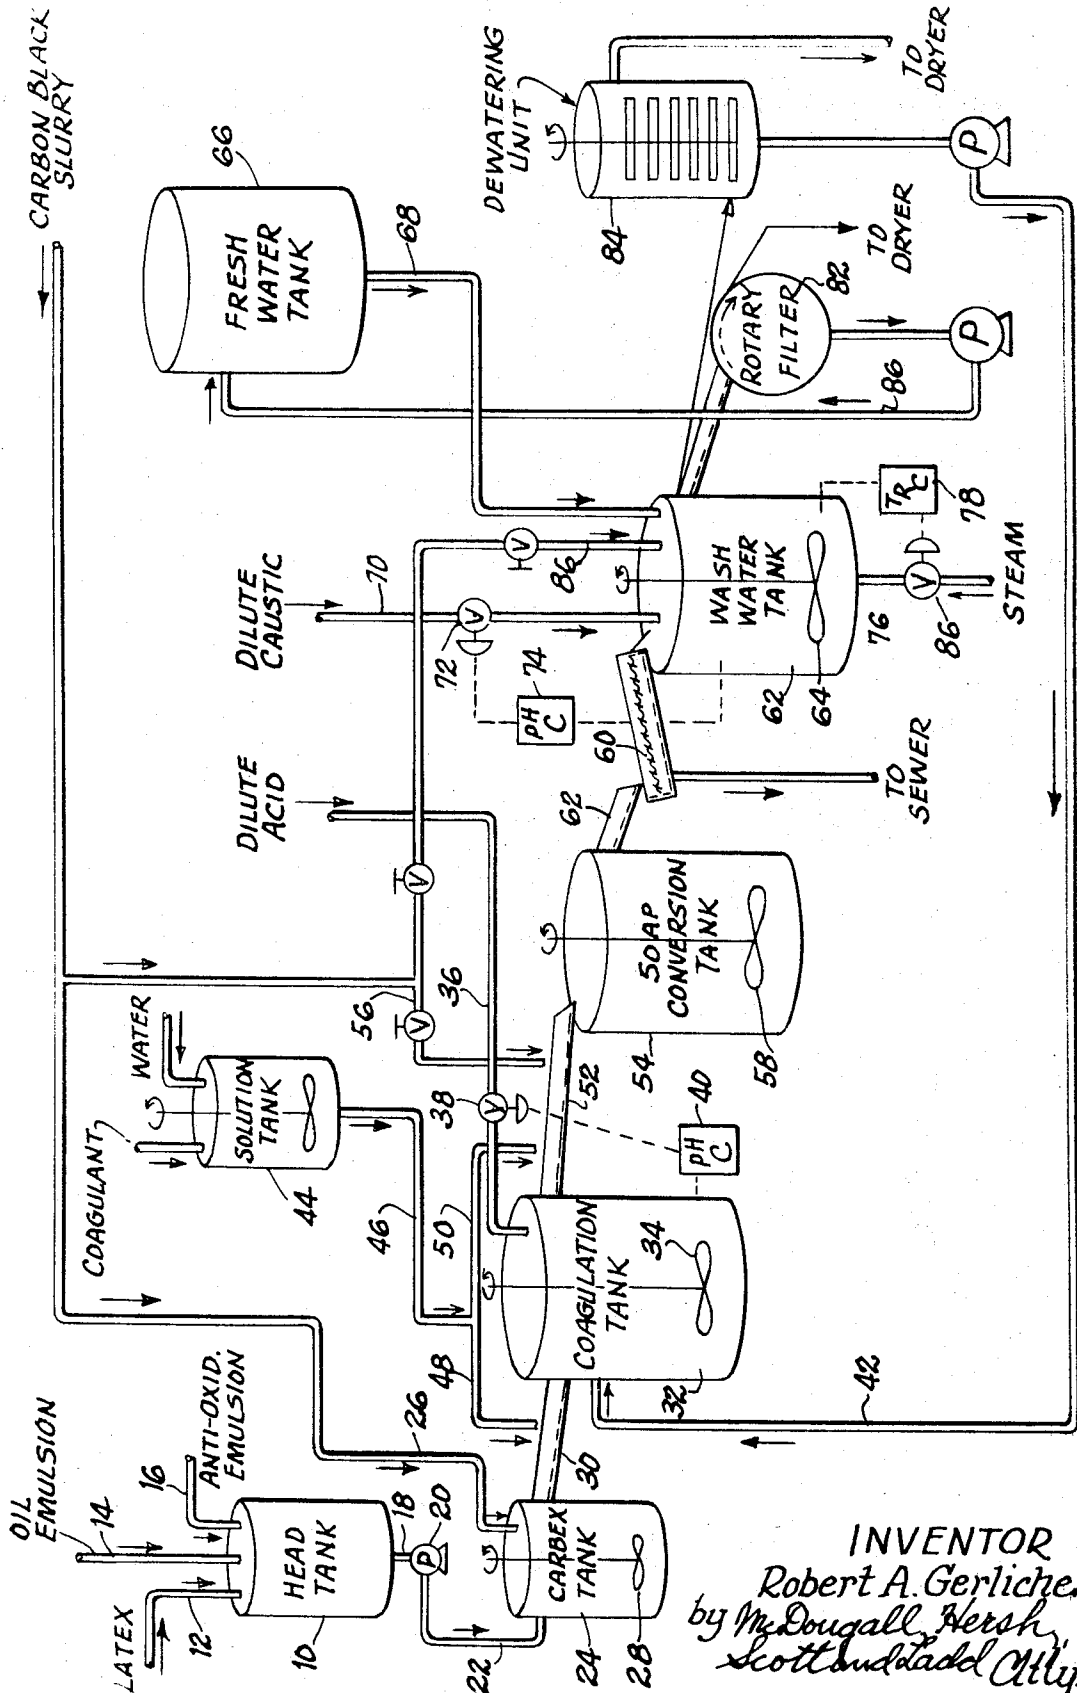 CARBON BLACK
SLURRY
66
FRESH
WATER
TANK
68
DEWATERING
UNIT
84
TO
DRYER
P
ROTARY
FILTER
82
TO
DRYER
P
86
DILUTE
CAUSTIC
70
V
72
V
86
74
pH
C
WASH
WATER
TANK
62
64
76
TRC
78
V
86
STEAM
60
62
TO
SEWER
DILUTE
ACID
V
V
56
36
V
38
SOAP
CONVERSION
TANK
54
58
52
40
pH
C
WATER
COAGULANT
SOLUTION
TANK
44
46
50
48
COAGULATION
TANK
34
32
42
30
OIL
EMULSION
14
16
ANTI-OXID.
EMULSION
LATEX
12
HEAD
TANK
10
18
P
20
22
26
CARBEX
TANK
24
28
INVENTOR
Robert A. Gerliche
by McDougall, Hersh,
Scott and Ladd Attys